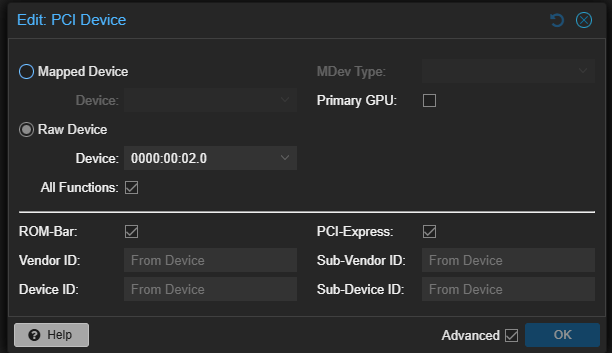 Edit: PCI Device
Mapped Device
MDev Type:
Device:
Primary GPU:
Raw Device
Device: 0000:00:02.0
All Functions:
ROM-Bar:
PCI-Express:
Vendor ID: From Device
Sub-Vendor ID: From Device
Device ID: From Device
Sub-Device ID: From Device
? Help
Advanced
OK